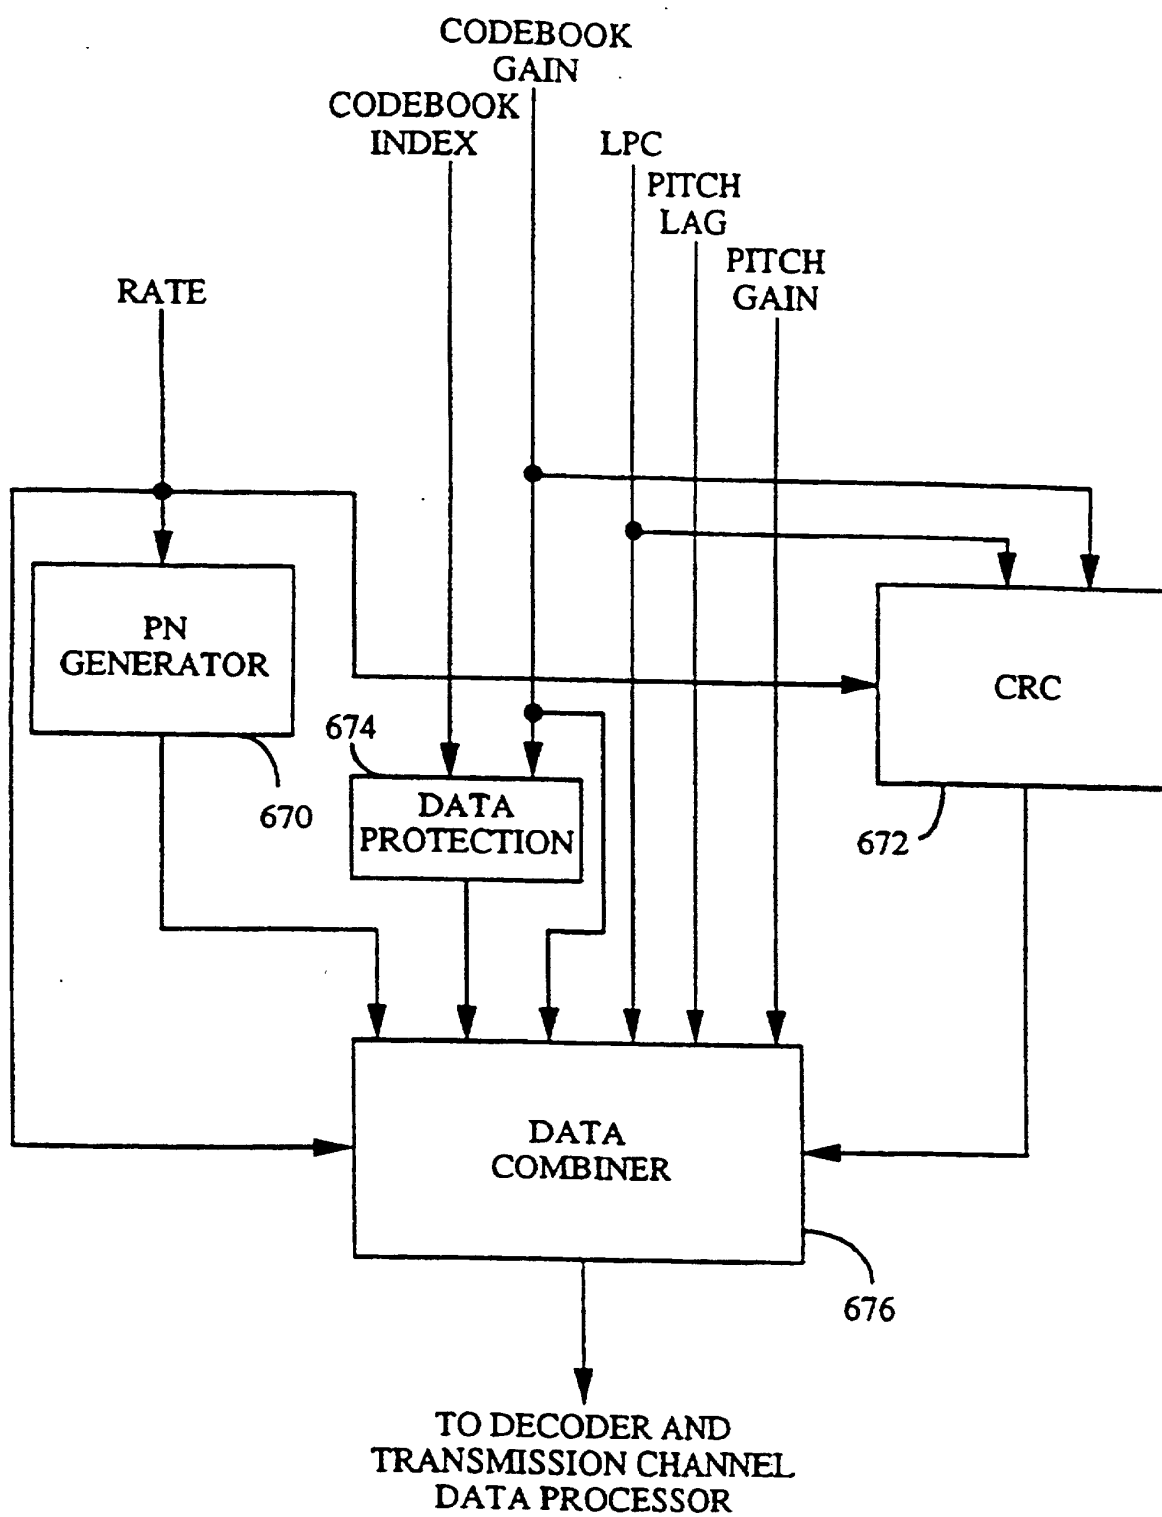 CODEBOOK
GAIN
CODEBOOK
INDEX
LPC
PITCH
LAG
PITCH
GAIN
RATE
PN
GENERATOR
670
674
DATA
PROTECTION
CRC
672
DATA
COMBINER
676
TO DECODER AND
TRANSMISSION CHANNEL
DATA PROCESSOR